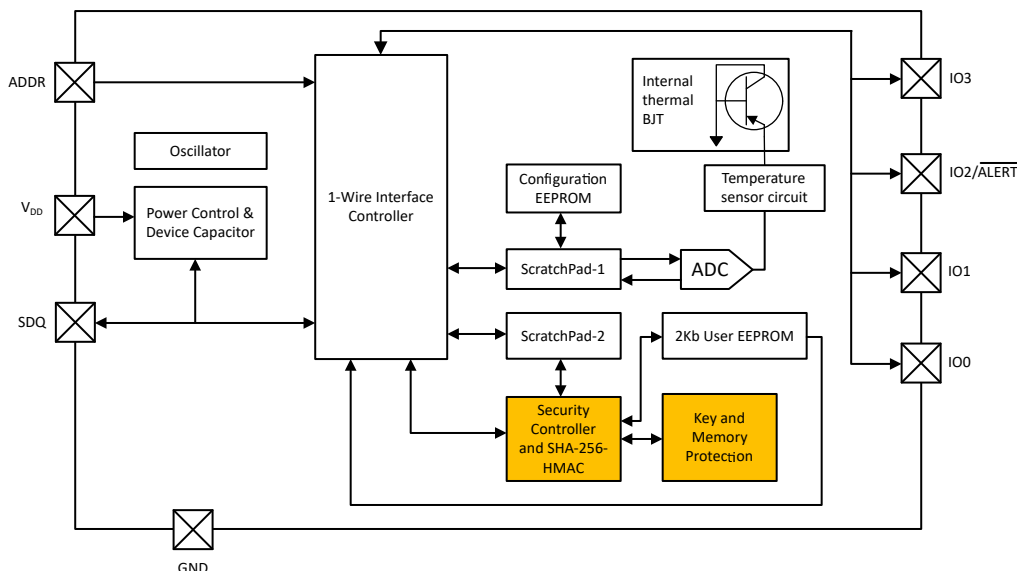 ADDR
V_DD
SDQ
GND
Oscillator
Power Control &
Device Capacitor
1-Wire Interface
Controller
Internal
thermal
BJT
Configuration
EEPROM
Temperature
sensor circuit
ScratchPad-1
ADC
ScratchPad-2
2Kb User EEPROM
Security
Controller
and SHA-256-
HMAC
Key and
Memory
Protection
IO3
IO2/ALERT
IO1
IO0